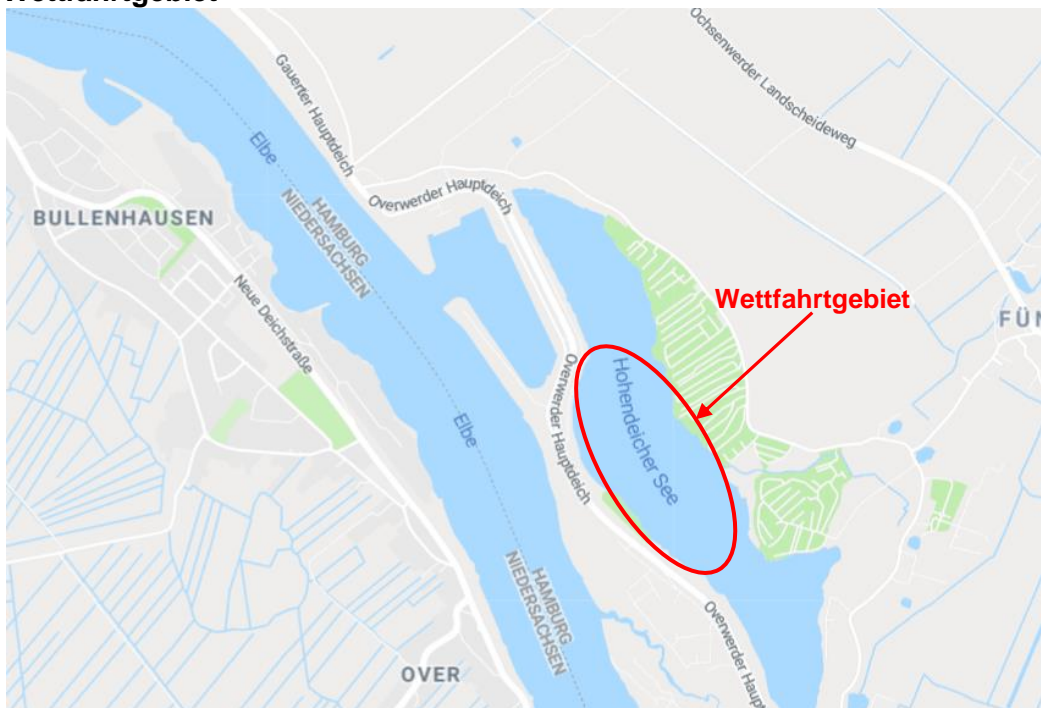 Wettfahrtgebiet
Ochsenwerder Landscheideweg
Gauerter Hauptdeich
Elbe
Overwerder Hauptdeich
HAMBURG
NIEDERSACHSEN
BULLENHAUSEN
Neue Deichstraße
Wettfahrtgebiet
FÜN
Overwerder Hauptdeich
Hohendeicher See
Elbe
HAMBURG
NIEDERSACHSEN
Overwerder Haupt
OVER